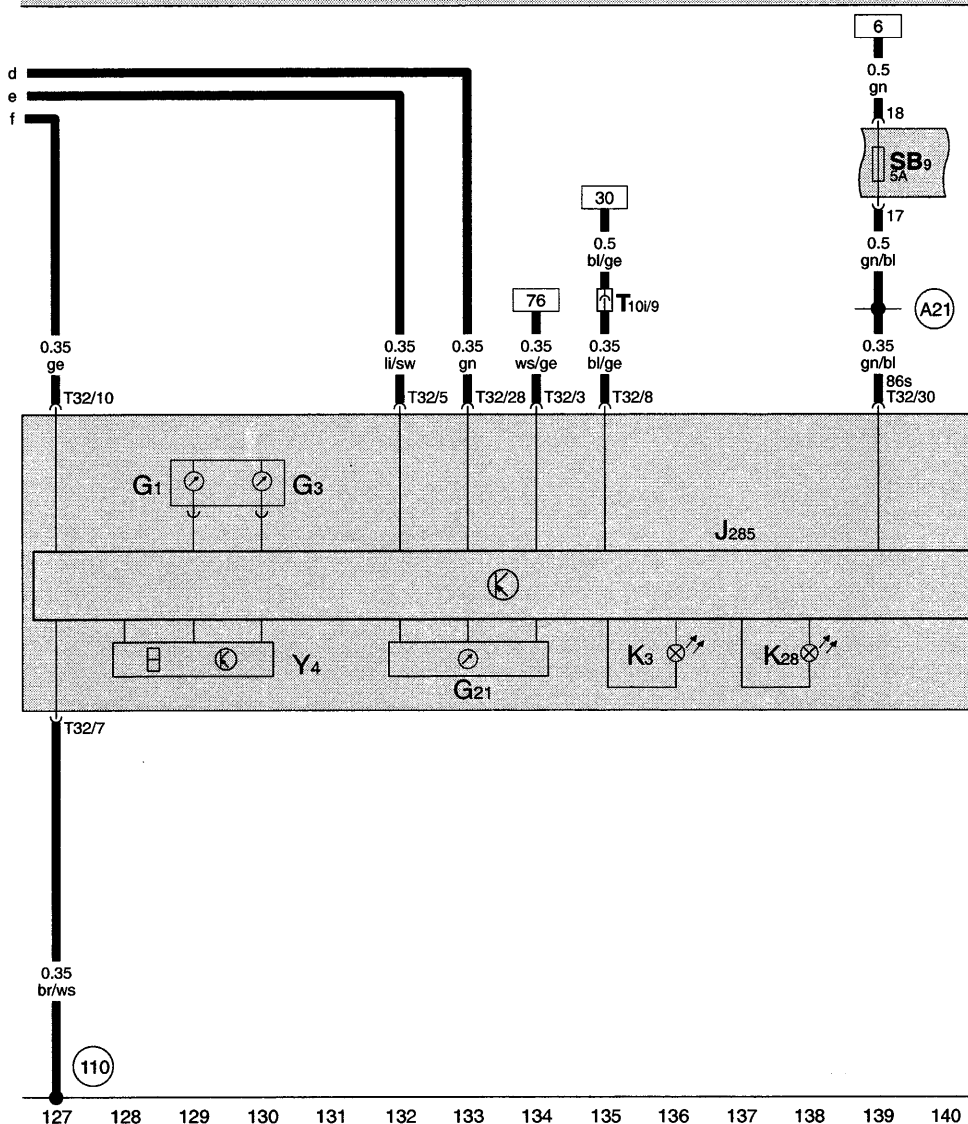 6
d
e
f
0.5
gn
18
SB9
5A
30
17
0.5
bl/ge
0.5
gn/bl
76
T10i/9
A21
0.35
ge
0.35
li/sw
0.35
gn
0.35
ws/ge
0.35
bl/ge
0.35
gn/bl
86s
T32/10
T32/5
T32/28
T32/3
T32/8
T32/30
G1
G3
J285
Y4
G21
K3
K28
T32/7
0.35
br/ws
110
127 128 129 130 131 132 133 134 135 136 137 138 139 140